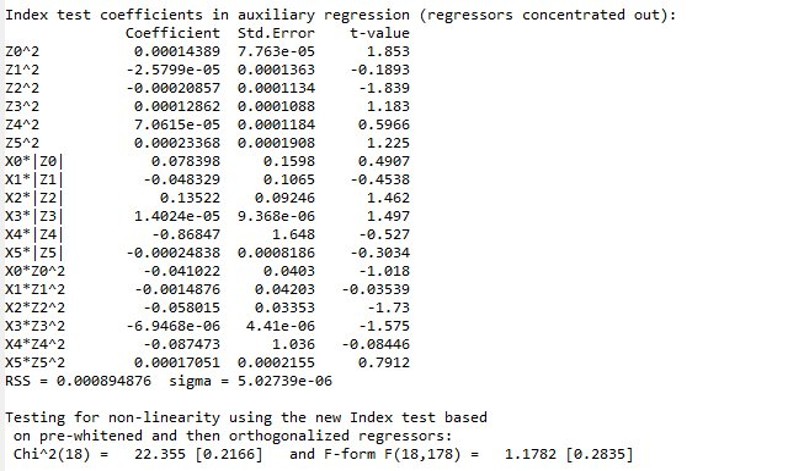 Index test coefficients in auxiliary regression (regressors concentrated out):
Coefficient Std.Error t-value
Z0^2 0.00014389 7.763e-05 1.853
Z1^2 -2.5799e-05 0.0001363 -0.1893
Z2^2 -0.00020857 0.0001134 -1.839
Z3^2 0.00012862 0.0001088 1.183
Z4^2 7.0615e-05 0.0001184 0.5966
Z5^2 0.00023368 0.0001908 1.225
X0*|Z0| 0.078398 0.1598 0.4907
X1*|Z1| -0.048329 0.1065 -0.4538
X2*|Z2| 0.13522 0.09246 1.462
X3*|Z3| 1.4024e-05 9.368e-06 1.497
X4*|Z4| -0.86847 1.648 -0.527
X5*|Z5| -0.00024838 0.0008186 -0.3034
X0*Z0^2 -0.041022 0.0403 -1.018
X1*Z1^2 -0.0014876 0.04203 -0.03539
X2*Z2^2 -0.058015 0.03353 -1.73
X3*Z3^2 -6.9468e-06 4.41e-06 -1.575
X4*Z4^2 -0.087473 1.036 -0.08446
X5*Z5^2 0.00017051 0.0002155 0.7912
RSS = 0.000894876 sigma = 5.02739e-06
Testing for non-linearity using the new Index test based
on pre-whitened and then orthogonalized regressors:
Chi^2(18) = 22.355 [0.2166] and F-form F(18,178) = 1.1782 [0.2835]